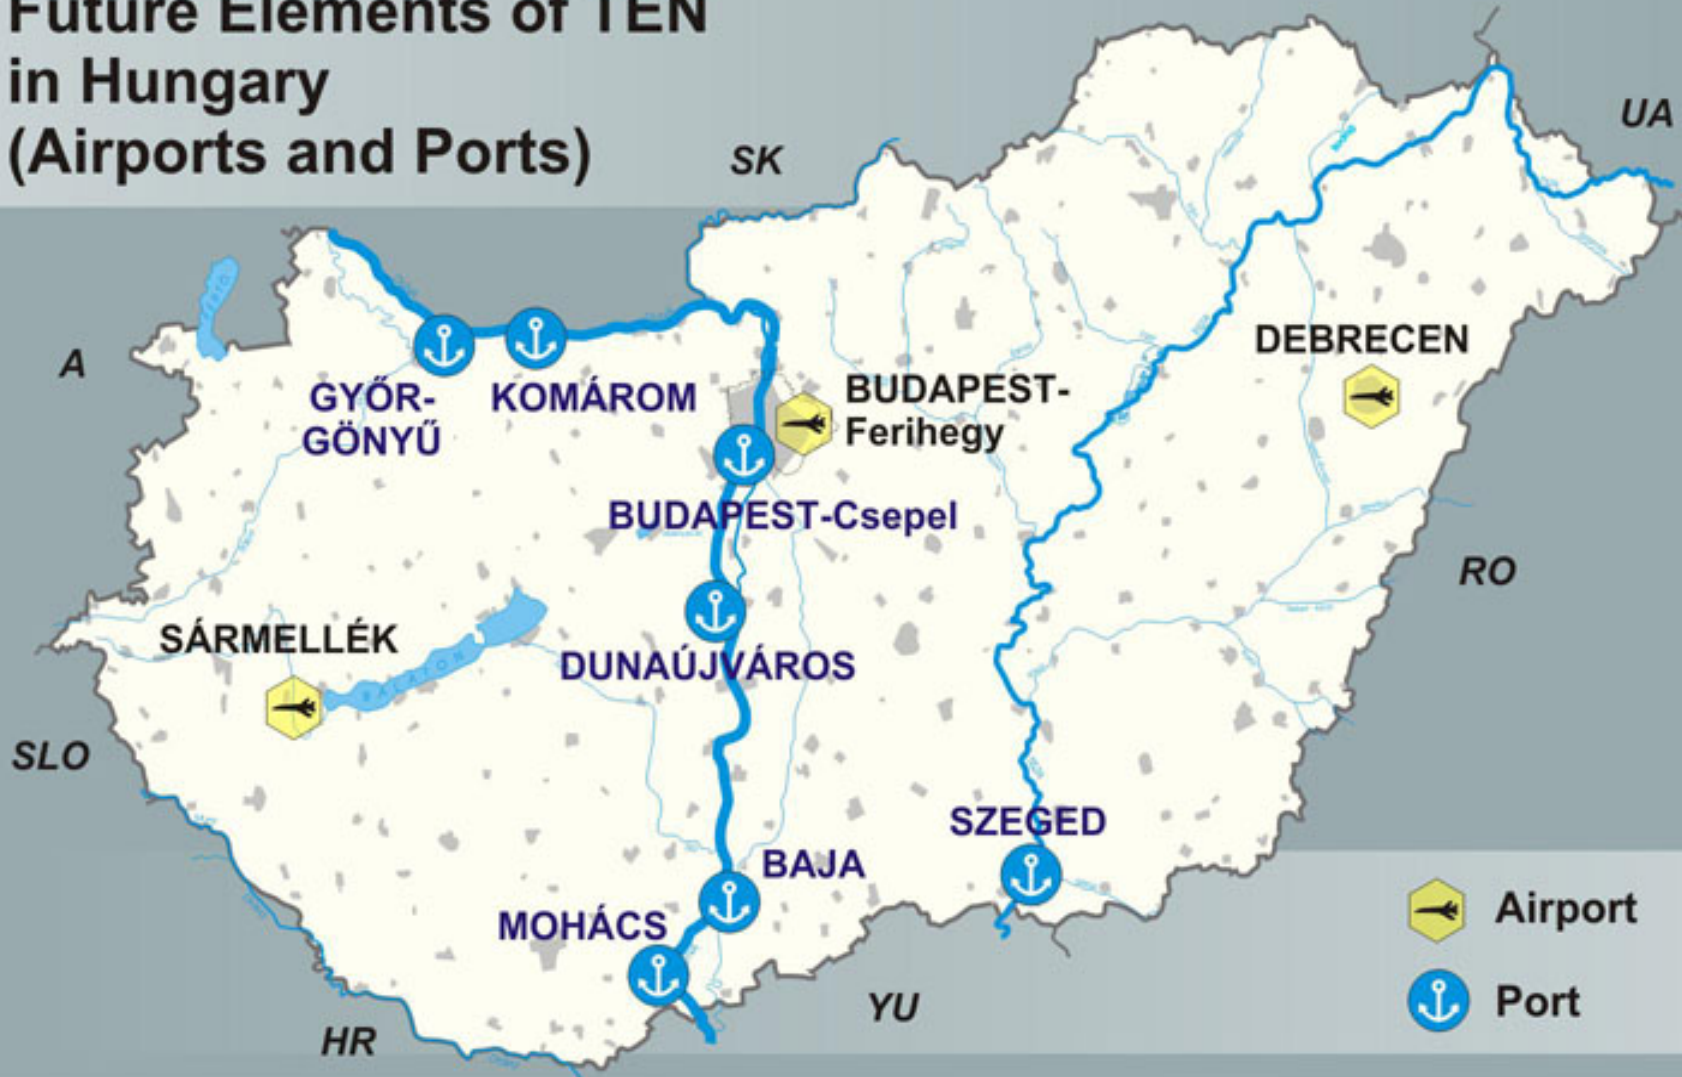 Future Elements of TEN
in Hungary
(Airports and Ports)
SK
UA
A
DEBRECEN
GYŐR-
GÖNYŰ
KOMÁROM
BUDAPEST-
Ferihegy
BUDAPEST-Csepel
RO
SÁRMELLÉK
BALATON
DUNAÚJVÁROS
SLO
SZEGED
BAJA
MOHÁCS
Airport
Port
YU
HR